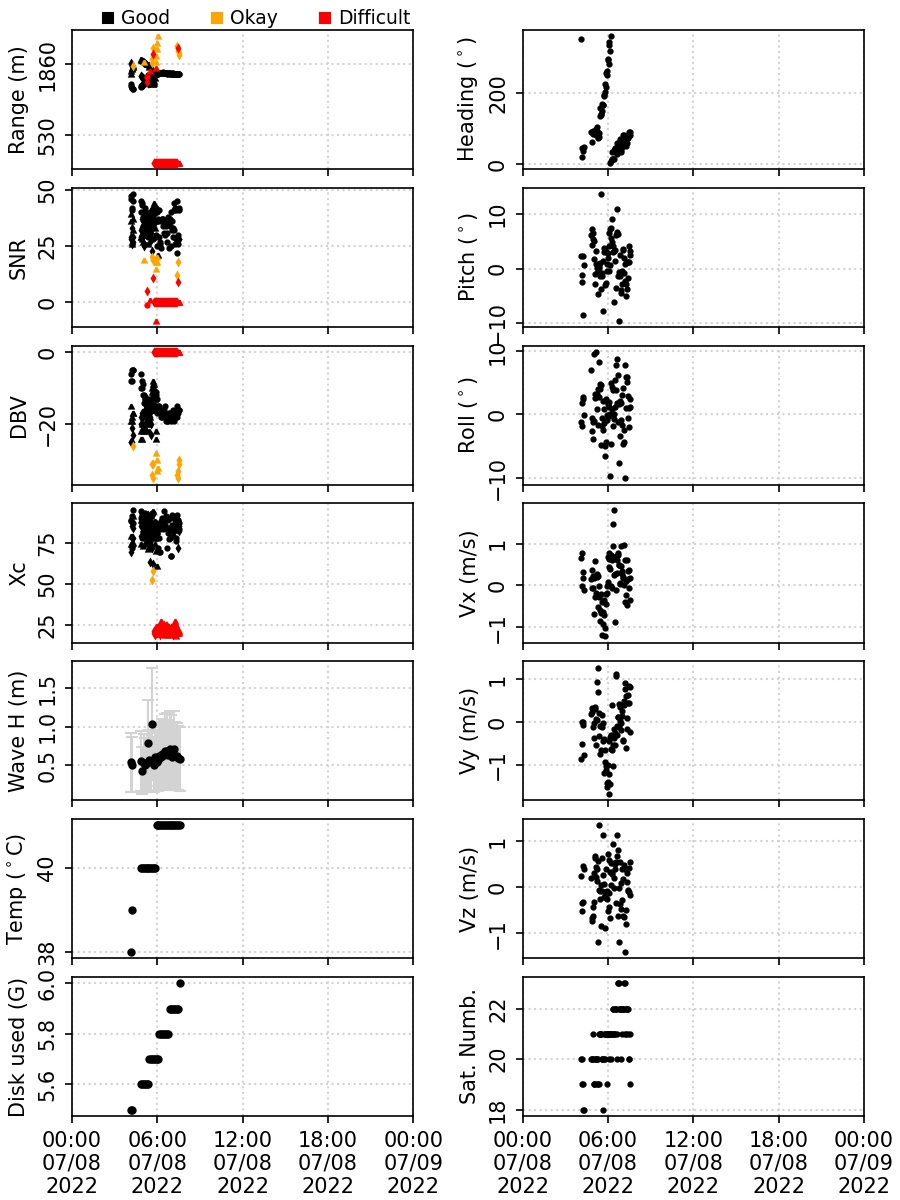 Good Okay Difficult
Range (m)
1860
530
Heading (°)
200
0
SNR
50
25
0
Pitch (°)
10
0
−10
DBV
0
−20
Roll (°)
10
0
−10
Xc
75
50
25
Vx (m/s)
1
0
−1
Wave H (m)
1.5
1.0
0.5
Vy (m/s)
1
0
−1
Temp (°C)
40
38
Vz (m/s)
1
0
−1
Disk used (G)
6.0
5.8
5.6
Sat. Numb.
22
20
18
00:00 06:00 12:00 18:00 00:00
07/08 07/08 07/08 07/08 07/09
2022 2022 2022 2022 2022
00:00 06:00 12:00 18:00 00:00
07/08 07/08 07/08 07/08 07/09
2022 2022 2022 2022 2022